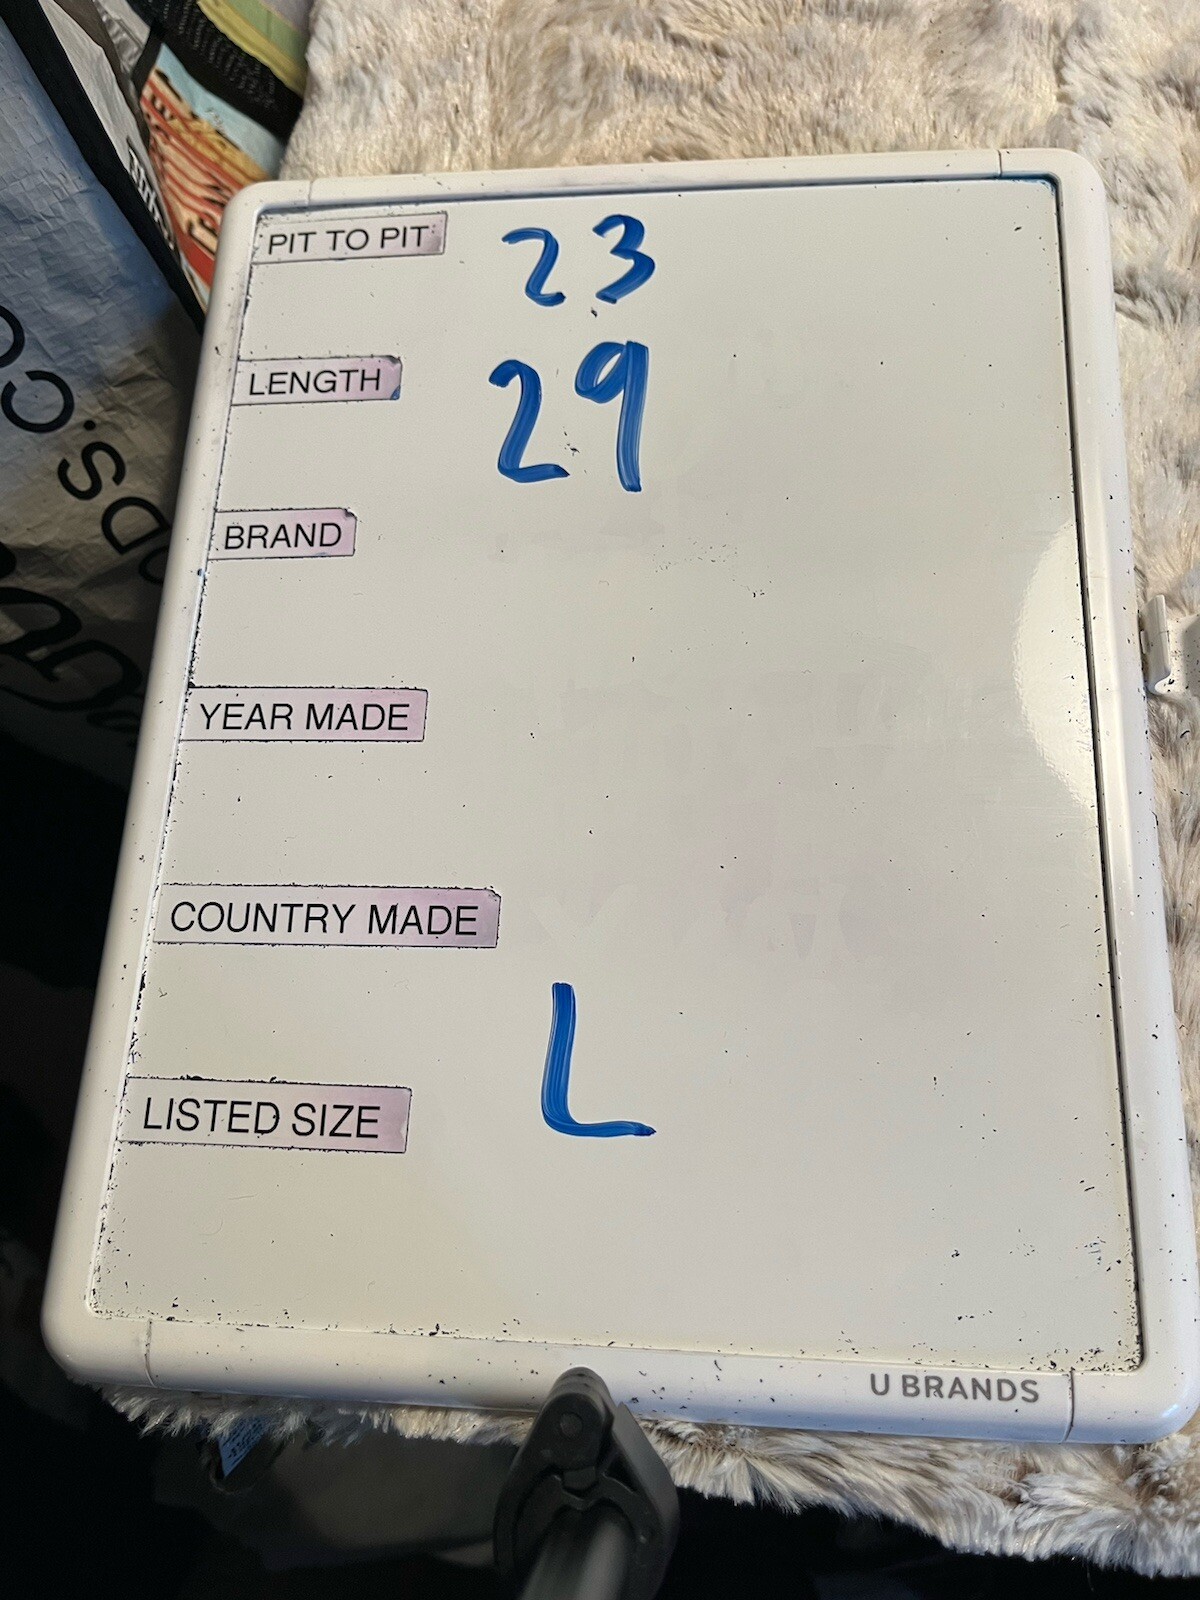 PIT TO PIT 23
LENGTH 29
BRAND
YEAR MADE
COUNTRY MADE
LISTED SIZE L
U BRANDS